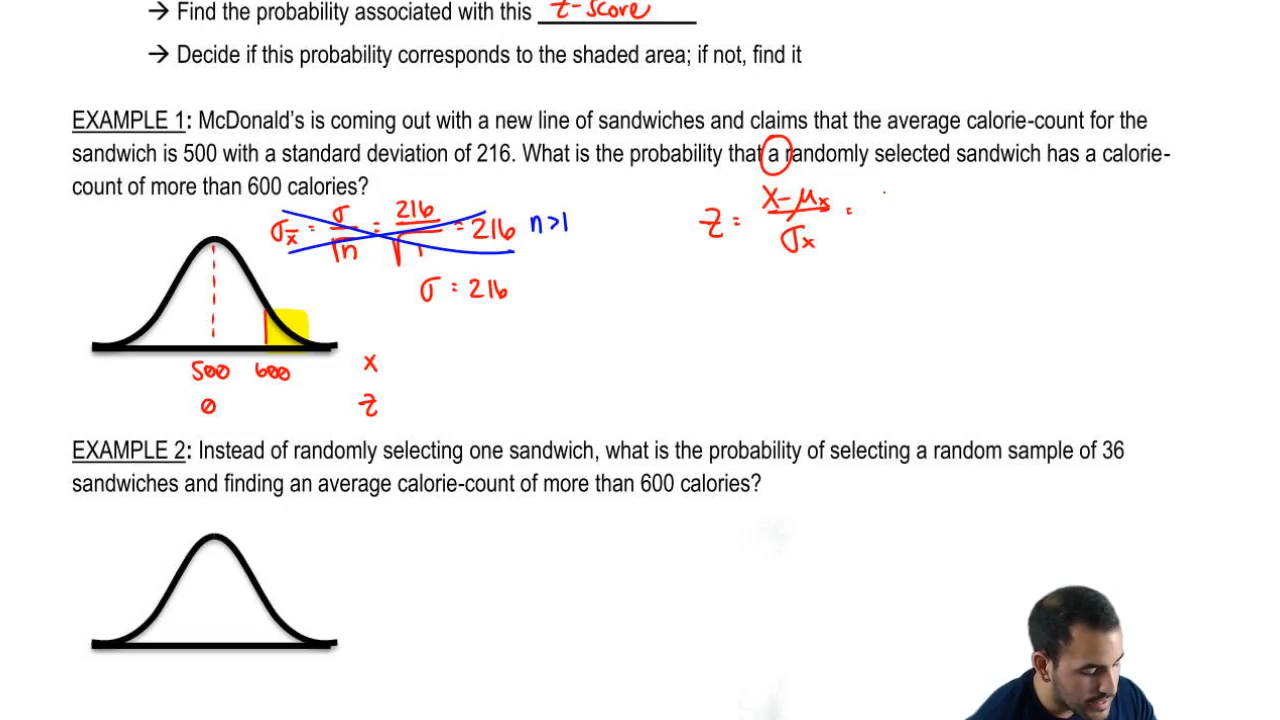 → Find the probability associated with this z-score
→ Decide if this probability corresponds to the shaded area; if not, find it
EXAMPLE 1: McDonald's is coming out with a new line of sandwiches and claims that the average calorie-count for the
sandwich is 500 with a standard deviation of 216. What is the probability that a randomly selected sandwich has a calorie-
count of more than 600 calories?
σx̄ = σ/√n = 216/√1 = 216 n>1
z = (x-μx)/σx =
σ = 216
500 600 x
0 z
EXAMPLE 2: Instead of randomly selecting one sandwich, what is the probability of selecting a random sample of 36
sandwiches and finding an average calorie-count of more than 600 calories?